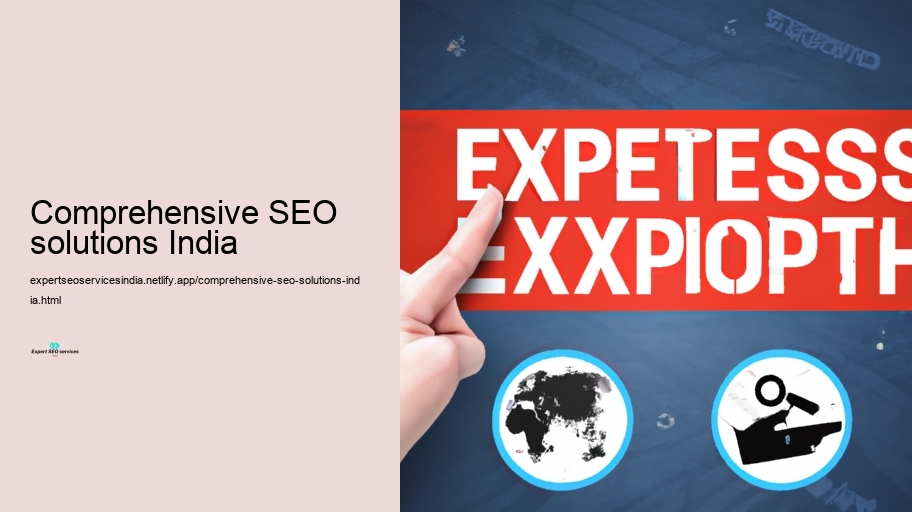 Comprehensive SEO
solutions India
expertseoservicesindia.netlify.app/comprehensive-seo-solutions-ind
ia.html
Expert SEO services
EXPETESSS
EXXPIOPTH